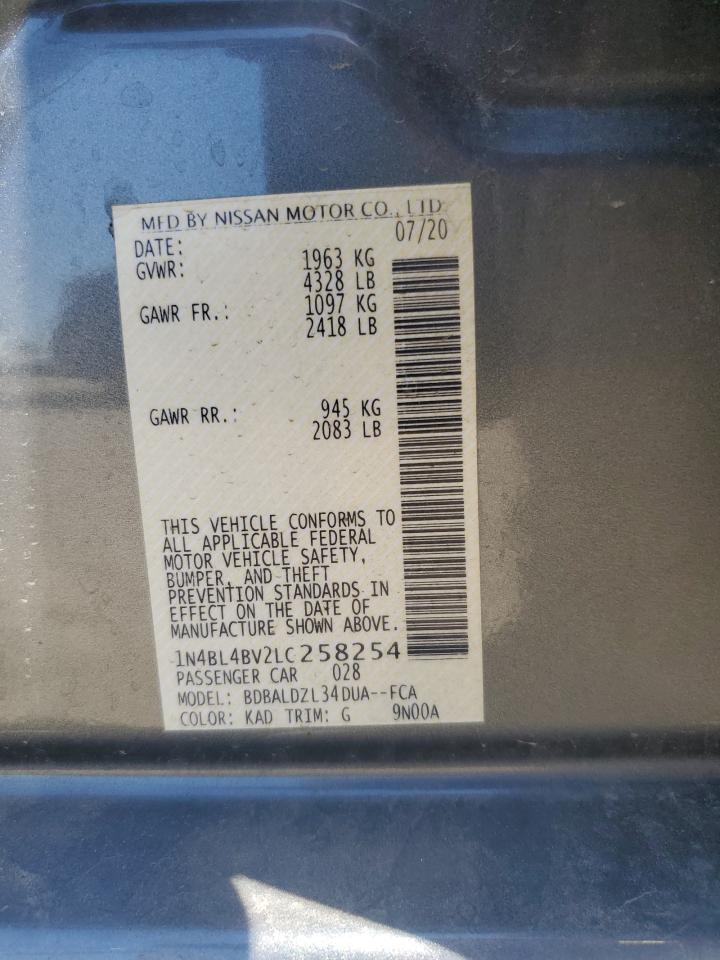 MFD BY NISSAN MOTOR CO., LTD
DATE: 07/20
GVWR: 1963 KG
4328 LB
GAWR FR.: 1097 KG
2418 LB
GAWR RR.: 945 KG
2083 LB
THIS VEHICLE CONFORMS TO
ALL APPLICABLE FEDERAL
MOTOR VEHICLE SAFETY,
BUMPER, AND THEFT
PREVENTION STANDARDS IN
EFFECT ON THE DATE OF
MANUFACTURE SHOWN ABOVE.
1N4BL4BV2LC258254
PASSENGER CAR 028
MODEL: BDBALDZL34DUA--FCA
COLOR: KAD TRIM: G 9N00A